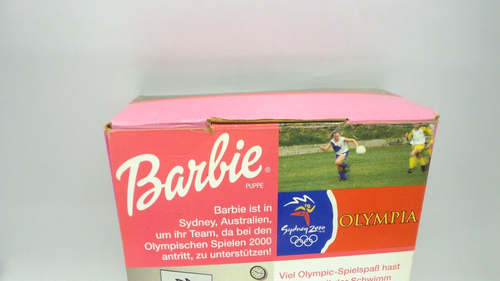 Barbie®
PUPPE
Barbie ist in
Sydney, Australien,
um ihr Team, da bei den
Olympischen Spielen 2000
antritt, zu unterstützen!
Sydney 2000
OLYMPIA
Viel Olympic-Spielspaß hast
Schwimm